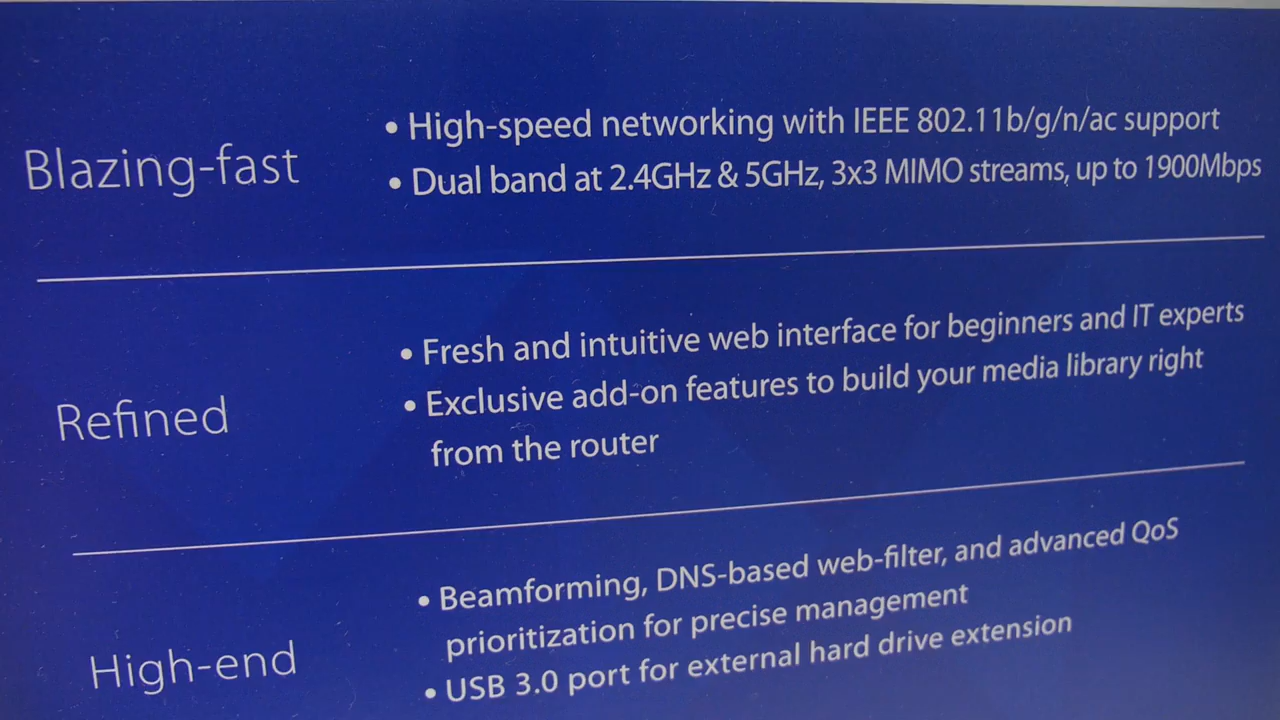 Blazing-fast
• High-speed networking with IEEE 802.11b/g/n/ac support
• Dual band at 2.4GHz & 5GHz, 3x3 MIMO streams, up to 1900Mbps
Refined
• Fresh and intuitive web interface for beginners and IT experts
• Exclusive add-on features to build your media library right
from the router
High-end
• Beamforming, DNS-based web-filter, and advanced QoS
prioritization for precise management
• USB 3.0 port for external hard drive extension